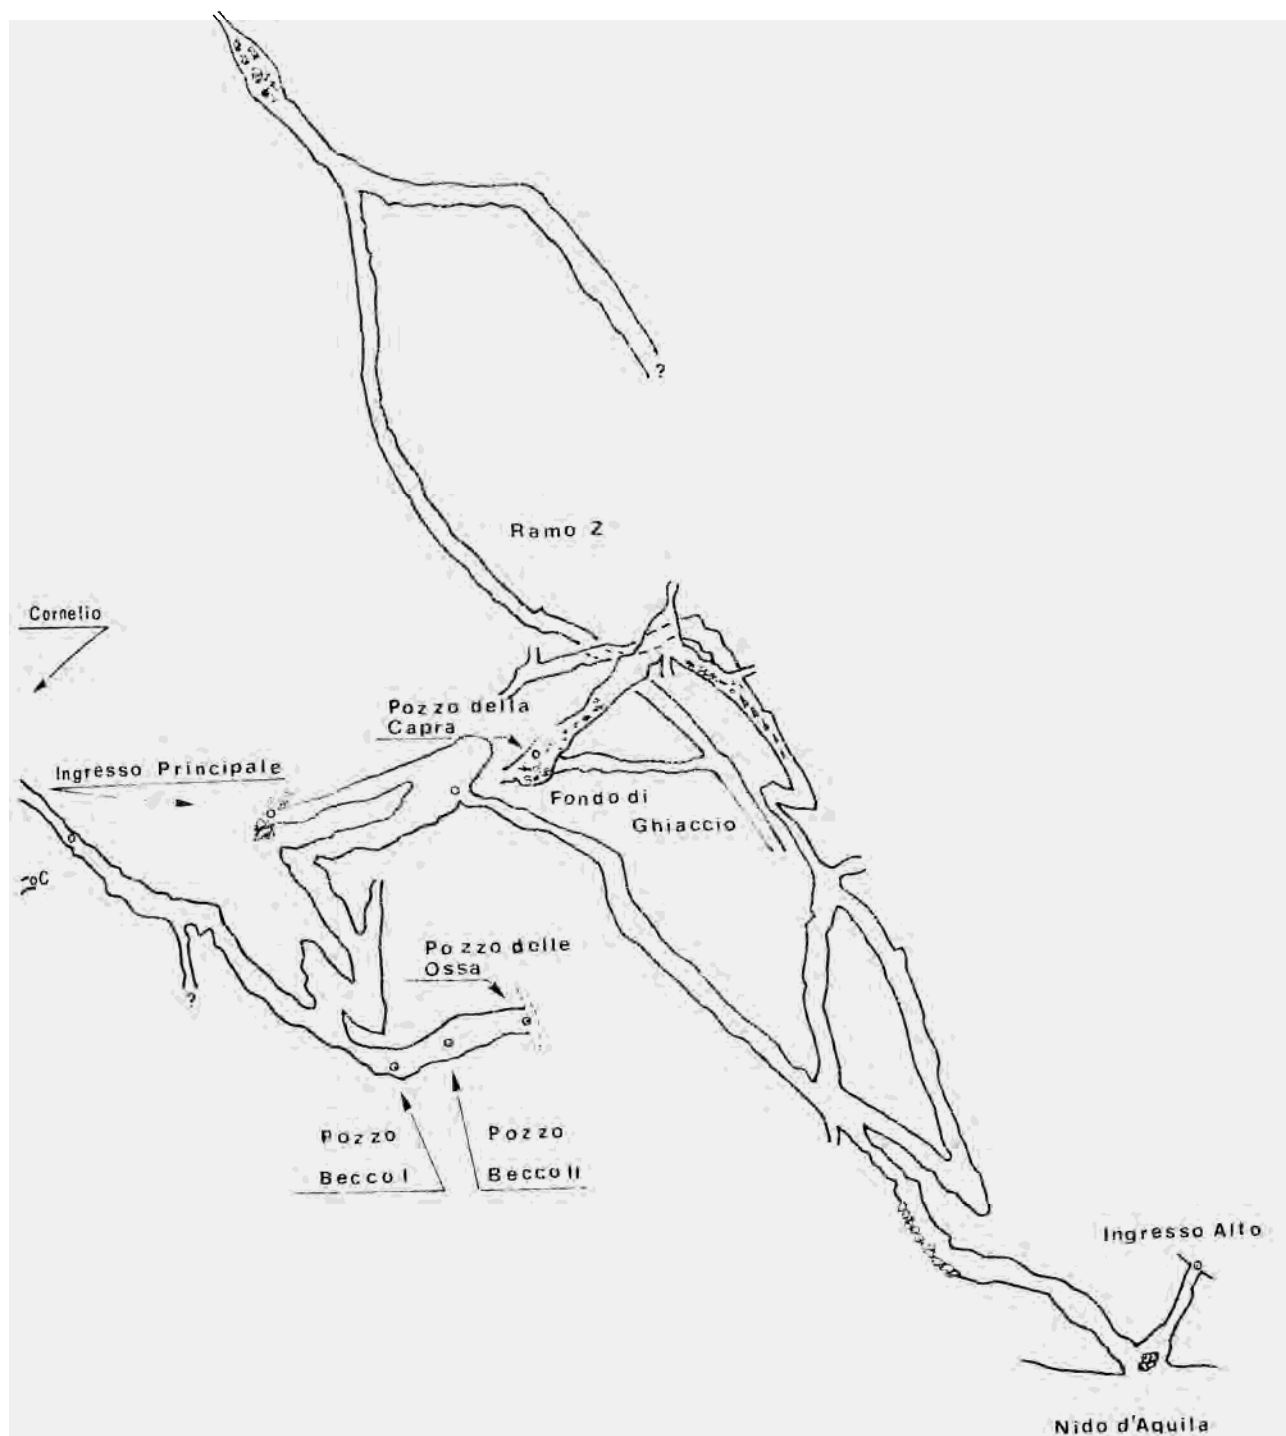 ?
Ramo 2
Cornelio
Pozzo della
Capra
Ingresso Principale
Fondo di
Ghiaccio
C
Pozzo delle
Ossa
?
Pozzo
Becco I
Pozzo
Becco II
Ingresso Alto
Nido d'Aquila